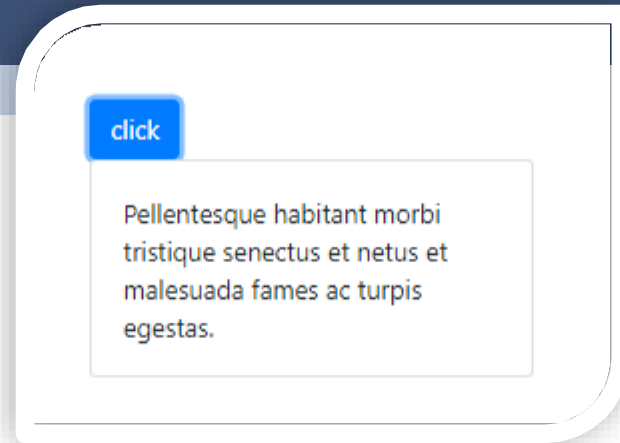 click
Pellentesque habitant morbi
tristique senectus et netus et
malesuada fames ac turpis
egestas.